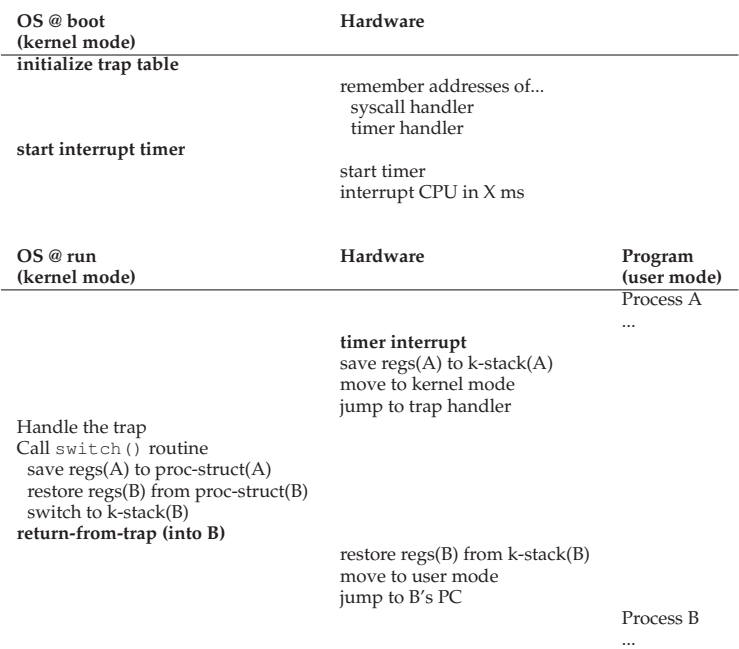 OS @ boot Hardware
(kernel mode)
initialize trap table
remember addresses of...
syscall handler
timer handler
start interrupt timer
start timer
interrupt CPU in X ms
OS @ run Hardware Program
(kernel mode) (user mode)
Process A
...
timer interrupt
save regs(A) to k-stack(A)
move to kernel mode
jump to trap handler
Handle the trap
Call switch() routine
save regs(A) to proc-struct(A)
restore regs(B) from proc-struct(B)
switch to k-stack(B)
return-from-trap (into B)
restore regs(B) from k-stack(B)
move to user mode
jump to B's PC
Process B
...